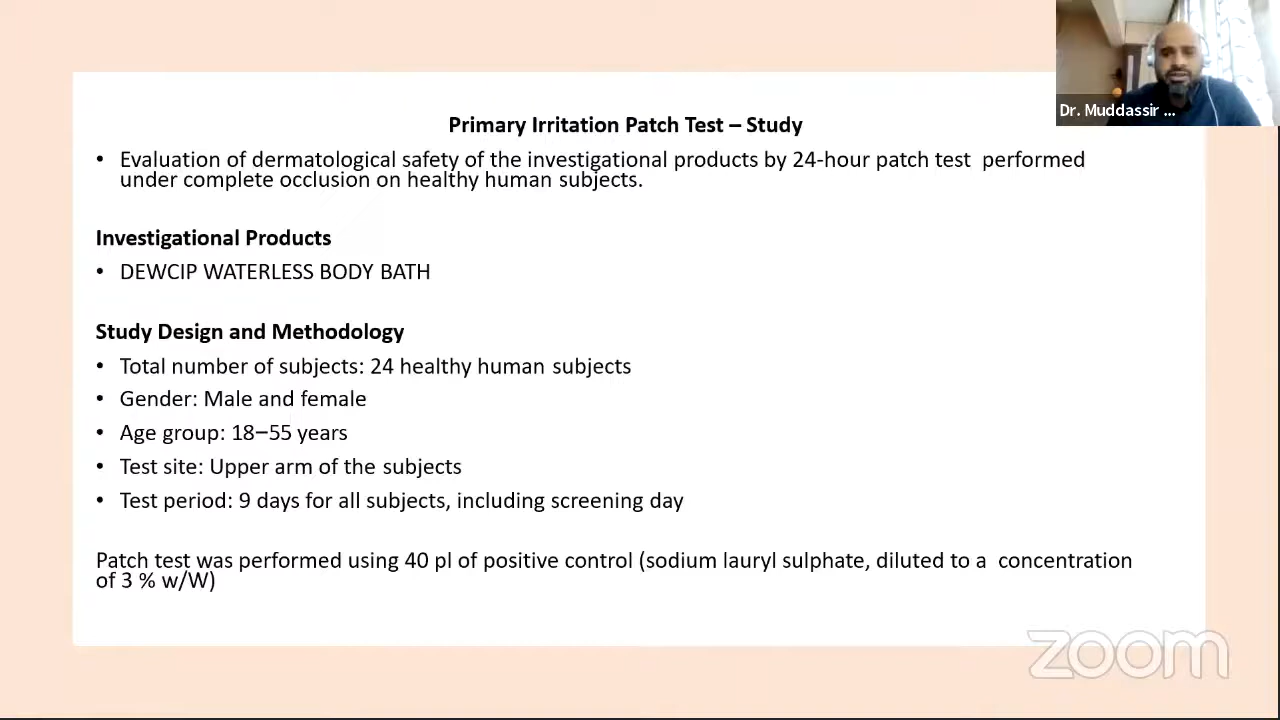 Primary Irritation Patch Test – Study
• Evaluation of dermatological safety of the investigational products by 24-hour patch test performed
under complete occlusion on healthy human subjects.
Investigational Products
• DEWCIP WATERLESS BODY BATH
Study Design and Methodology
• Total number of subjects: 24 healthy human subjects
• Gender: Male and female
• Age group: 18–55 years
• Test site: Upper arm of the subjects
• Test period: 9 days for all subjects, including screening day
Patch test was performed using 40 pl of positive control (sodium lauryl sulphate, diluted to a concentration
of 3 % w/W)
Dr. Muddassir ...
zoom